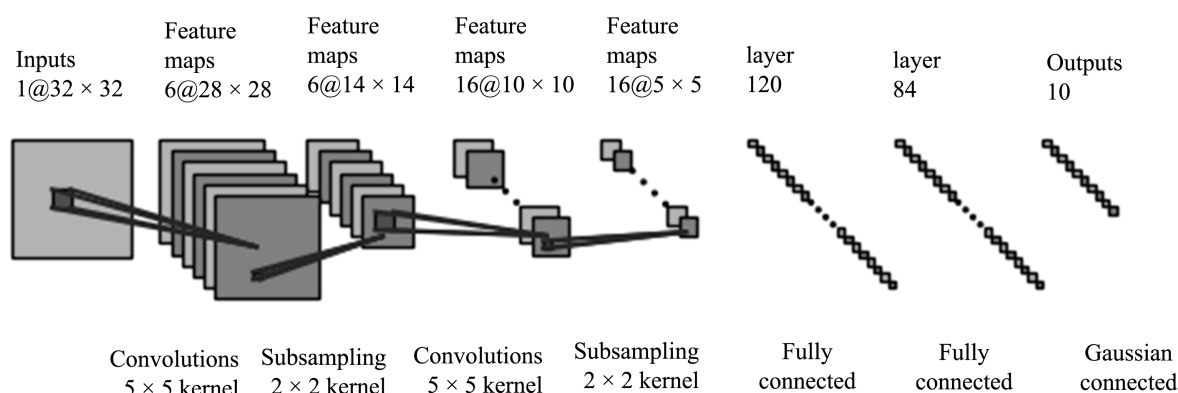 Inputs
1@32 × 32
Feature
maps
6@28 × 28
Feature
maps
6@14 × 14
Feature
maps
16@10 × 10
Feature
maps
16@5 × 5
layer
120
layer
84
Outputs
10
Convolutions
5 × 5 kernel
Subsampling
2 × 2 kernel
Convolutions
5 × 5 kernel
Subsampling
2 × 2 kernel
Fully
connected
Fully
connected
Gaussian
connected